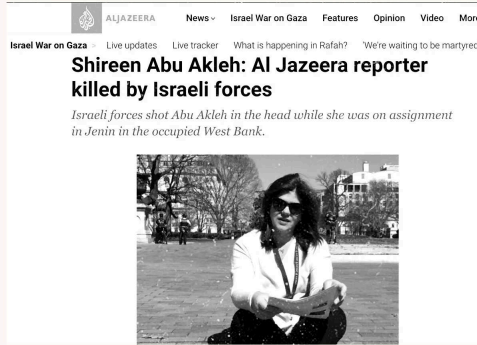 ALJAZEERA
News Israel War on Gaza Features Opinion Video More
Israel War on Gaza Live updates Live tracker What is happening in Rafah? 'We're waiting to be martyred
Shireen Abu Akleh: Al Jazeera reporter
killed by Israeli forces
Israeli forces shot Abu Akleh in the head while she was on assignment
in Jenin in the occupied West Bank.